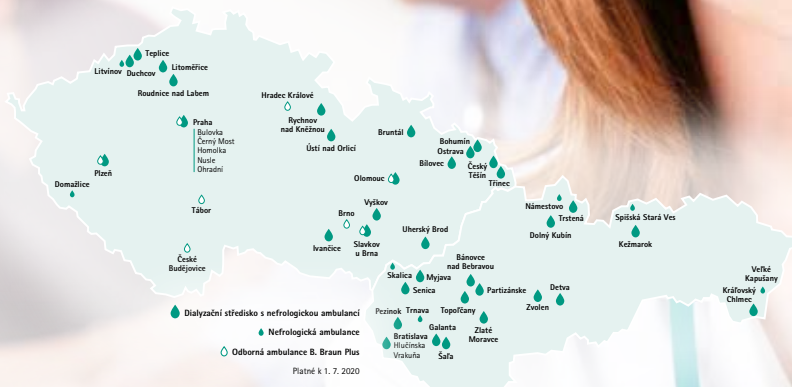 Teplice
Litvínov
Duchcov
Litoměřice
Roudnice nad Labem
Hradec Králové
Rychnov
nad Kněžnou
Ústí nad Orlicí
Praha
Bulovka
Černý Most
Homolka
Nusle
Ohradní
Plzeň
Domažlice
Tábor
České
Budějovice
Bruntál
Bohumín
Ostrava
Bílovec
Český
Těšín
Třinec
Olomouc
Vyškov
Brno
Ivančice
Slavkov
u Brna
Uherský Brod
Námestovo
Trstená
Dolný Kubín
Spišská Stará Ves
Kežmarok
Bánovce
nad Bebravou
Skalica
Myjava
Senica
Partizánske
Topoľčany
Zvolen
Detva
Veľké
Kapušany
Kráľovský
Chlmec
Pezinok
Trnava
Galanta
Zlaté
Moravce
Bratislava
Hlučínska
Vrakuňa
Šaľa
Dialyzační středisko s nefrologickou ambulancí
Nefrologická ambulance
Odborná ambulance B. Braun Plus
Platné k 1. 7. 2020